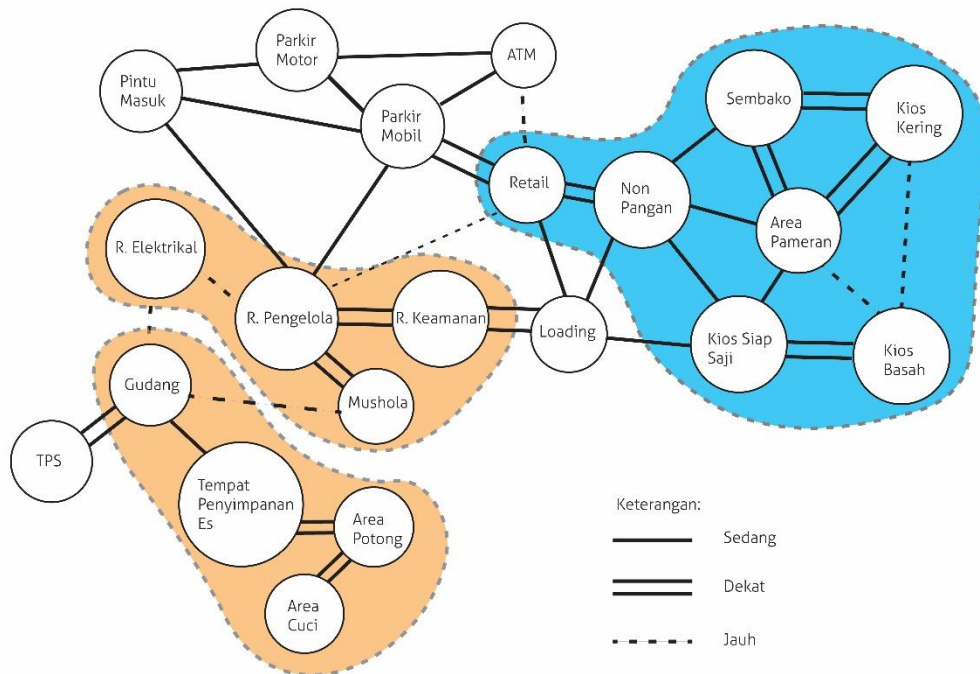 Parkir
Motor
ATM
Pintu
Masuk
Parkir
Mobil
Sembako
Kios
Kering
Retail
Non
Pangan
Area
Pameran
R. Elektrikal
R. Pengelola
R. Keamanan
Loading
Kios Siap
Saji
Kios
Basah
Gudang
Mushola
TPS
Tempat
Penyimpanan
Es
Area
Potong
Area
Cuci
Keterangan:
Sedang
Dekat
Jauh